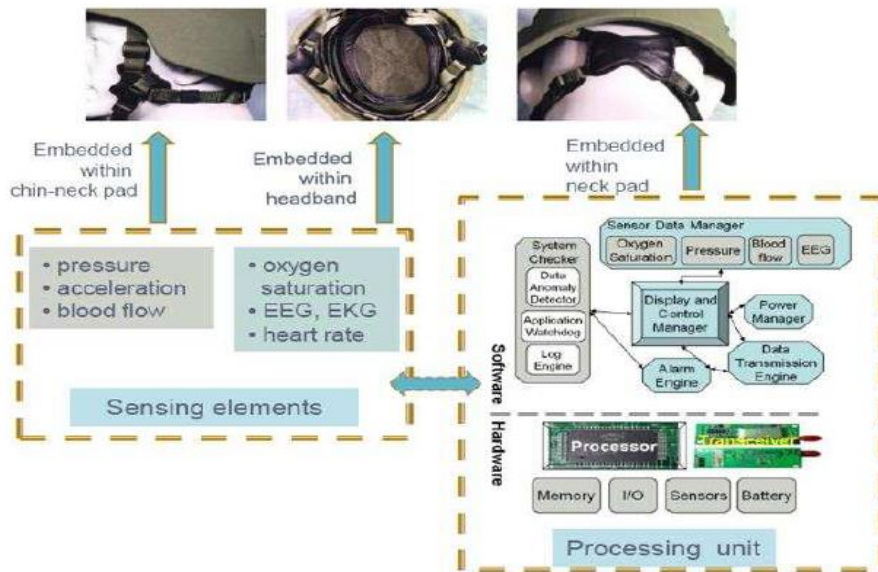 Embedded
within
chin-neck pad
Embedded
within
headband
Embedded
within
neck pad
• pressure
• acceleration
• blood flow
• oxygen
saturation
• EEG, EKG
• heart rate
Sensing elements
System
Checker
Data
Anomaly
Detector
Application
Watchdog
Log
Engine
Sensor Data Manager
Oxygen
Saturation
Pressure
Blood
flow
EEG
Display and
Control
Manager
Power
Manager
Data
Transmission
Engine
Alarm
Engine
Software
Hardware
Processor
Transceiver
Memory
I/O
Sensors
Battery
Processing unit